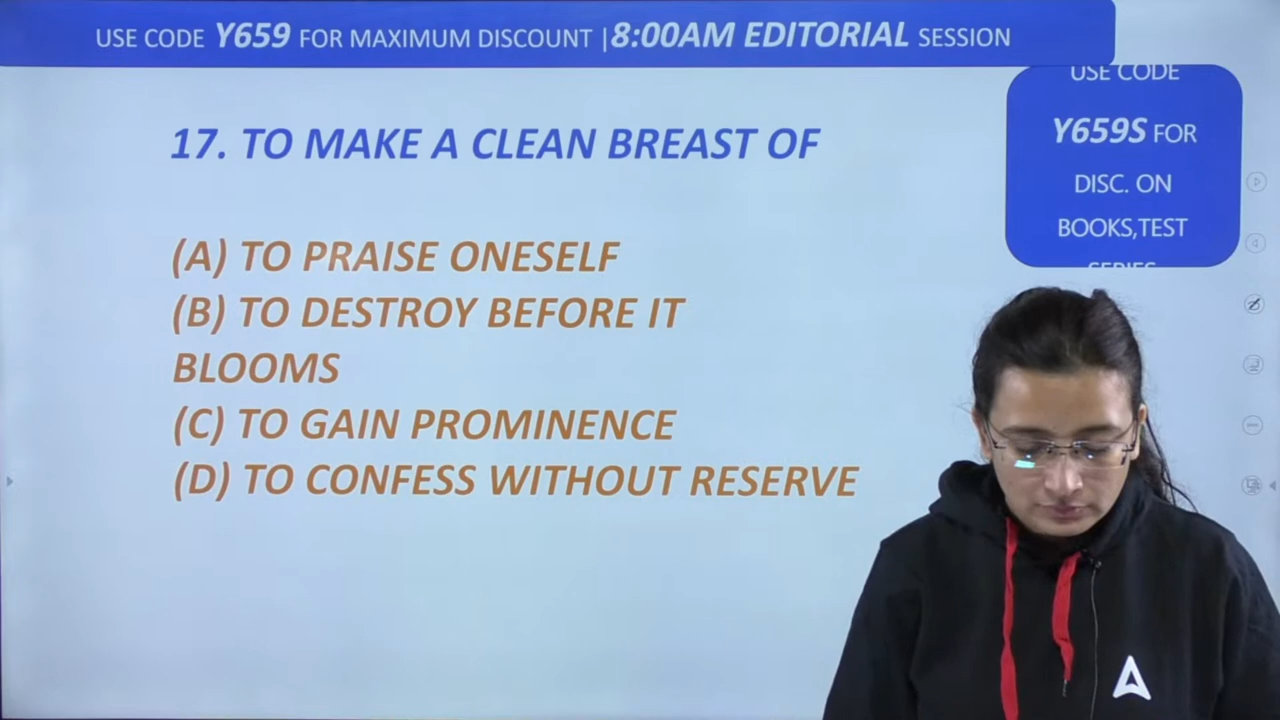 USE CODE Y659 FOR MAXIMUM DISCOUNT |8:00AM EDITORIAL SESSION
USE CODE
Y659S FOR
DISC. ON
BOOKS,TEST
SERIES
17. TO MAKE A CLEAN BREAST OF
(A) TO PRAISE ONESELF
(B) TO DESTROY BEFORE IT
BLOOMS
(C) TO GAIN PROMINENCE
(D) TO CONFESS WITHOUT RESERVE